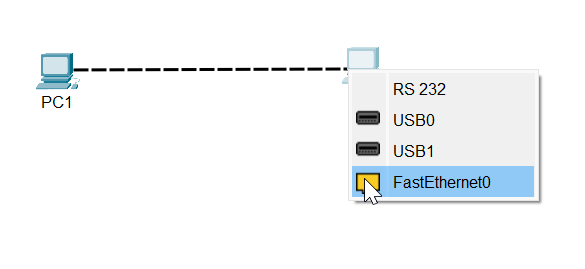 PC1
RS 232
USB0
USB1
FastEthernet0